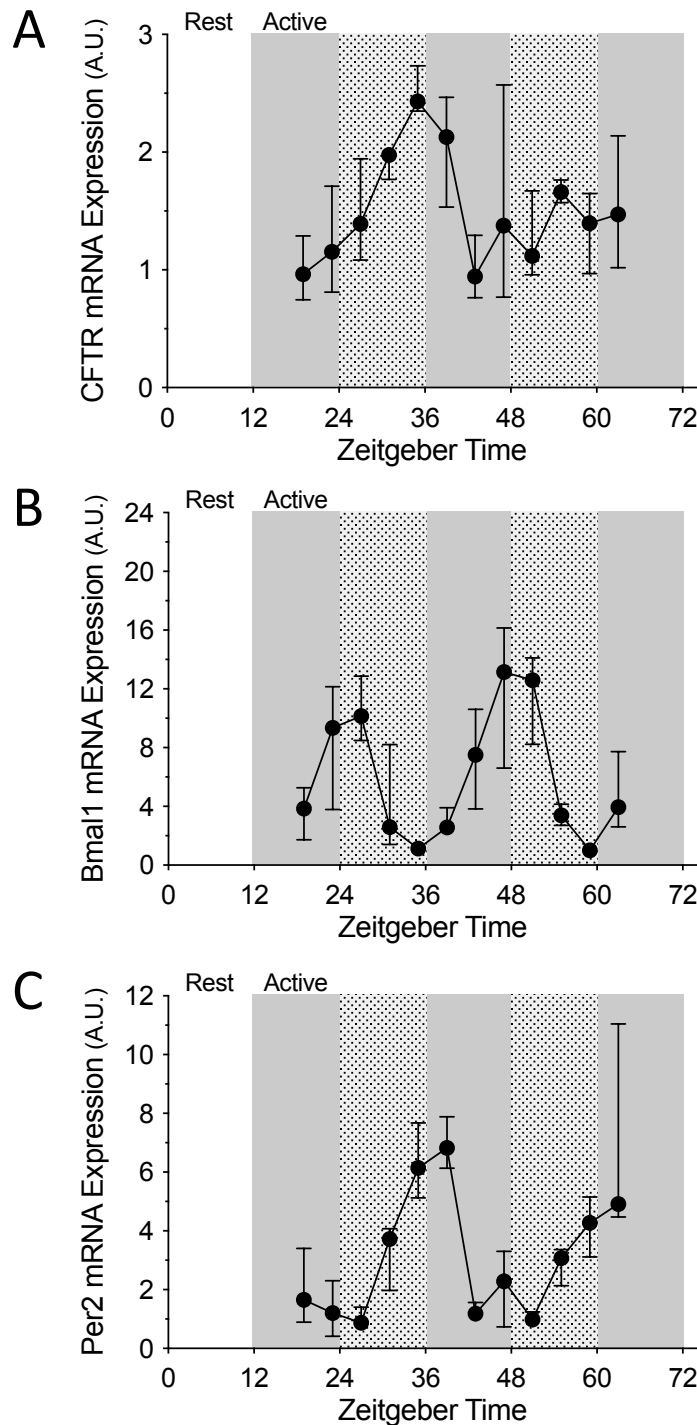 A
Rest Active
3
2
1
0
CFTR mRNA Expression (A.U.)
0 12 24 36 48 60 72
Zeitgeber Time
B
Rest Active
24
20
16
12
8
4
0
Bmal1 mRNA Expression (A.U.)
0 12 24 36 48 60 72
Zeitgeber Time
C
Rest Active
12
10
8
6
4
2
0
Per2 mRNA Expression (A.U.)
0 12 24 36 48 60 72
Zeitgeber Time